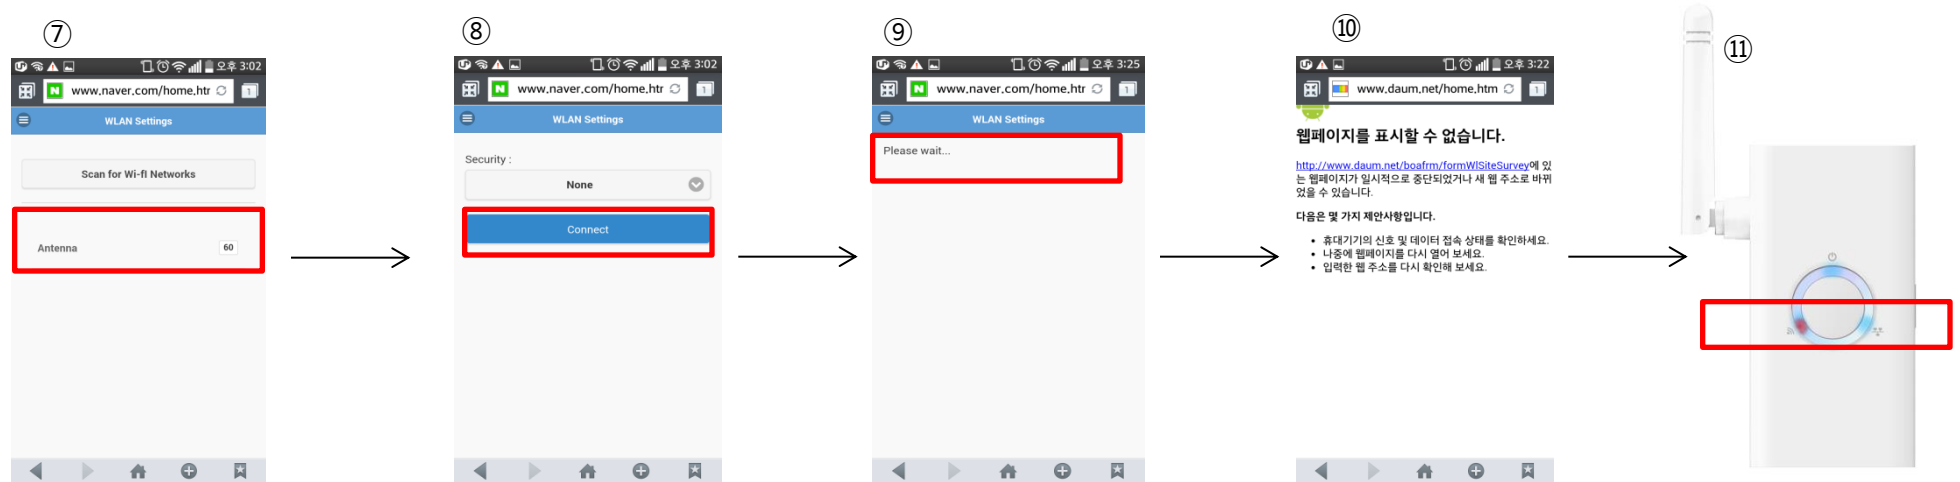 ⑦
오후 3:02
www.naver.com/home.htr
1
WLAN Settings
Scan for Wi-fI Networks
Antenna
60
⑧
오후 3:02
www.naver.com/home.htr
1
WLAN Settings
Security :
None
Connect
⑨
오후 3:25
www.naver.com/home.htr
1
WLAN Settings
Please wait...
⑩
오후 3:22
www.daum.net/home.htm
1
웹페이지를 표시할 수 없습니다.
http://www.daum.net/boafrm/formWlSiteSurvey에 있
는 웹페이지가 일시적으로 중단되었거나 새 웹 주소로 바뀌
었을 수 있습니다.
다음은 몇 가지 제안사항입니다.
• 휴대기기의 신호 및 데이터 접속 상태를 확인하세요.
• 나중에 웹페이지를 다시 열어 보세요.
• 입력한 웹 주소를 다시 확인해 보세요.
⑪